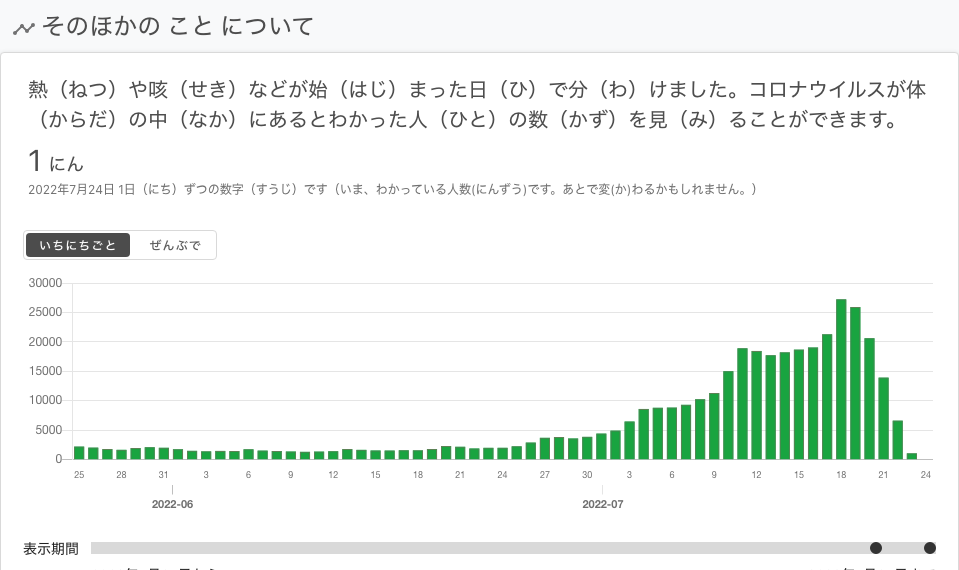 そのほかの こと について
熱（ねつ）や咳（せき）などが始（はじ）まった日（ひ）で分（わ）けました。コロナウイルスが体
（からだ）の中（なか）にあるとわかった人（ひと）の数（かず）を見（み）ることができます。
1 にん
2022年7月24日 1日（にち）ずつの数字（すうじ）です（いま、わかっている人数(にんずう)です。あとで変(か)わるかもしれません。）
いちにちごと ぜんぶで
30000
25000
20000
15000
10000
5000
0
25 28 31 3 6 9 12 15 18 21 24 27 30 3 6 9 12 15 18 21 24
2022-06 2022-07
表示期間